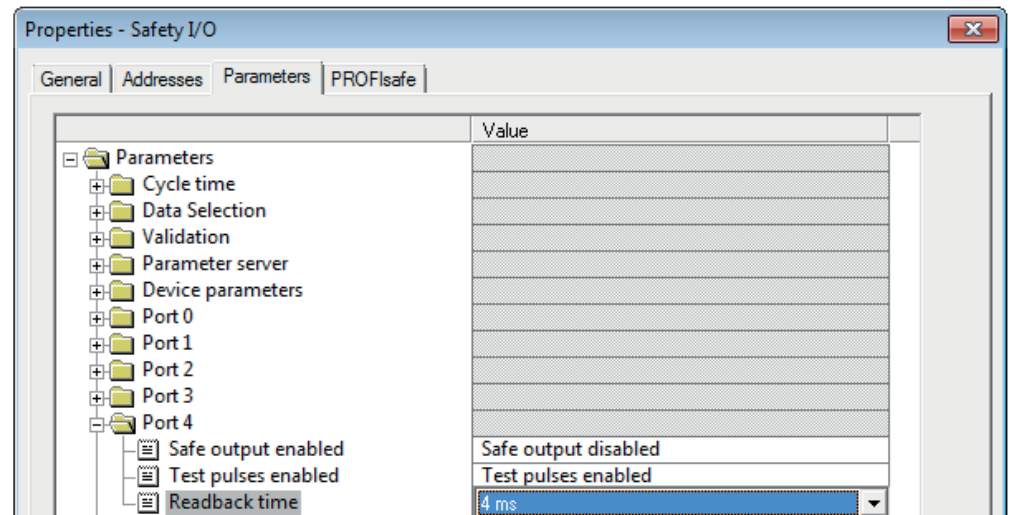 Properties - Safety I/O
General Addresses Parameters PROFIsafe
Value
Parameters
Cycle time
Data Selection
Validation
Parameter server
Device parameters
Port 0
Port 1
Port 2
Port 3
Port 4
Safe output enabled Safe output disabled
Test pulses enabled Test pulses enabled
Readback time 4 ms